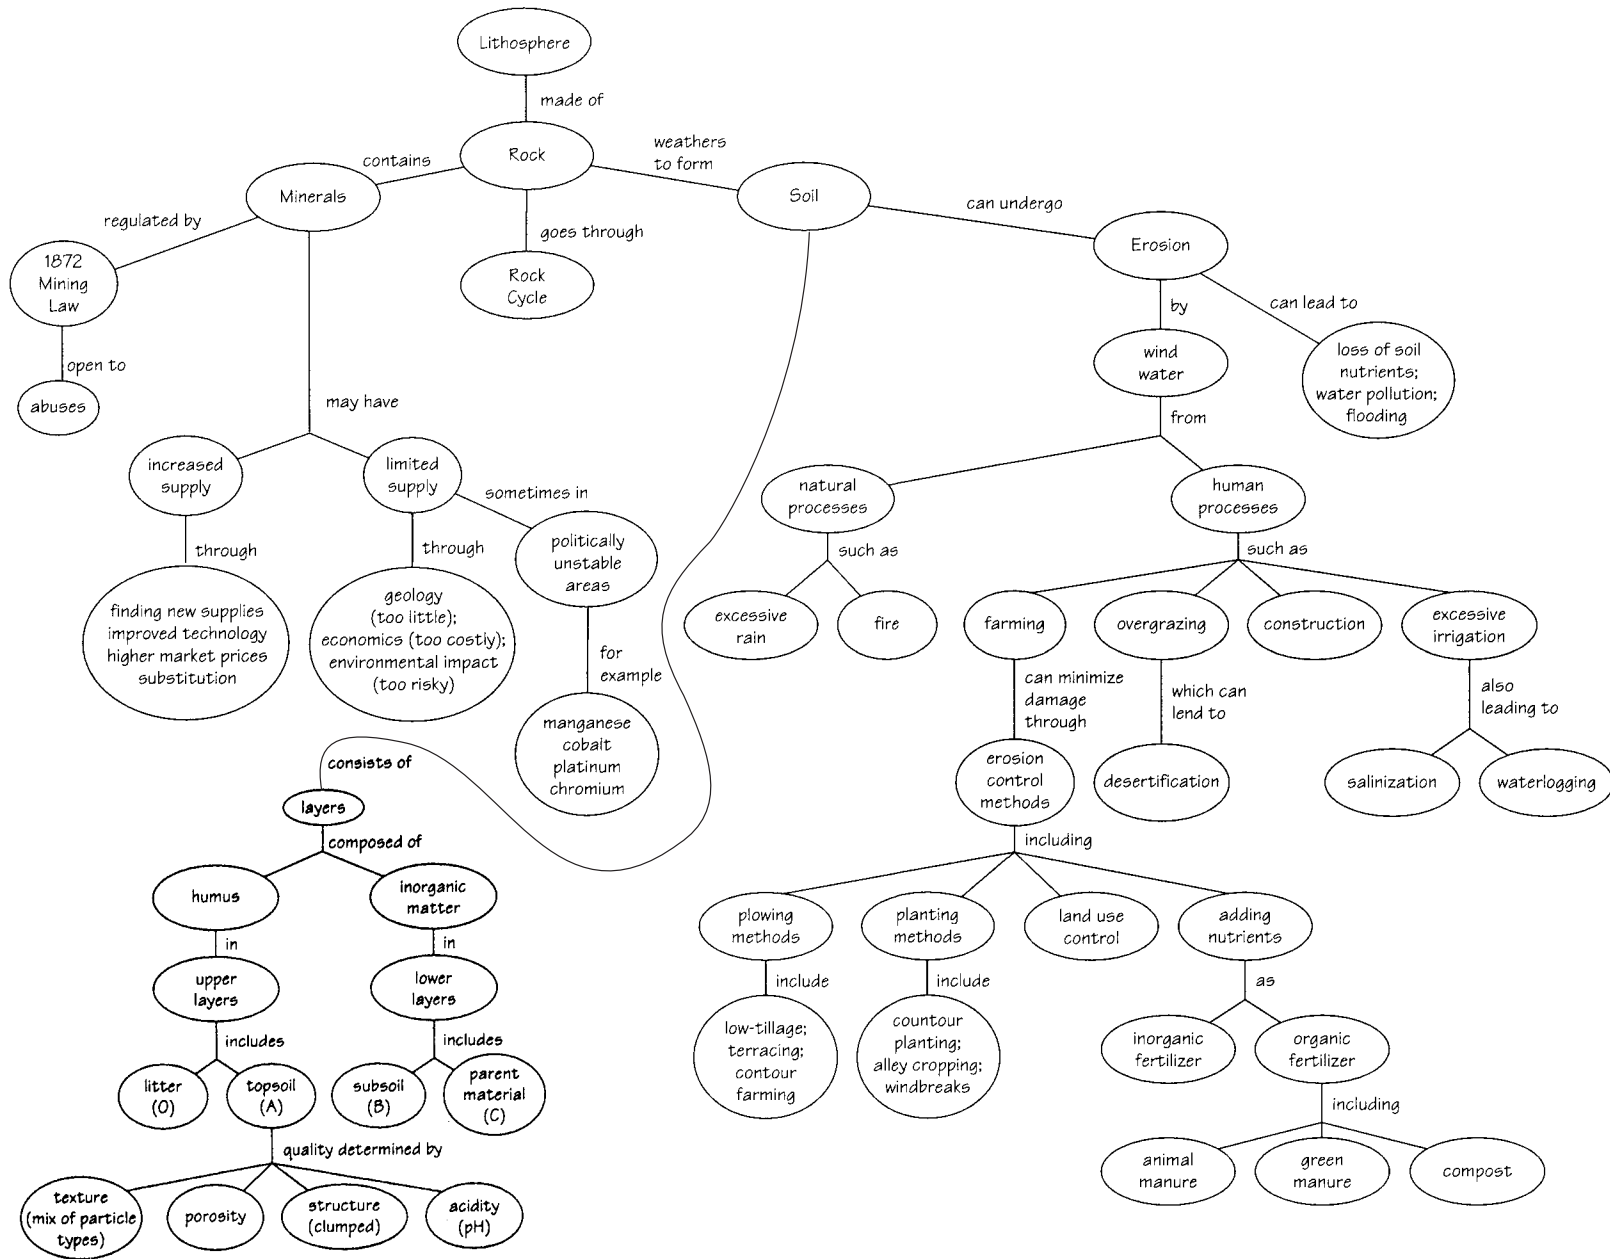 Lithosphere
made of
Rock
contains
weathers
to form
Minerals
Soil
regulated by
goes through
can undergo
1872
Mining
Law
Rock
Cycle
Erosion
open to
abuses
may have
by
can lead to
wind
water
loss of soil
nutrients;
water pollution;
flooding
from
increased
supply
limited
supply
sometimes in
natural
processes
human
processes
through
through
politically
unstable
areas
such as
such as
finding new supplies
improved technology
higher market prices
substitution
geology
(too little);
economics (too costly);
environmental impact
(too risky)
for
example
manganese
cobalt
platinum
chromium
excessive
rain
fire
farming
overgrazing
construction
excessive
irrigation
can minimize
damage
through
which can
lend to
also
leading to
erosion
control
methods
desertification
salinization
waterlogging
consists of
layers
composed of
including
humus
inorganic
matter
plowing
methods
planting
methods
land use
control
adding
nutrients
in
in
include
include
as
upper
layers
lower
layers
low-tillage;
terracing;
contour
farming
countour
planting;
alley cropping;
windbreaks
inorganic
fertilizer
organic
fertilizer
includes
includes
litter
(O)
topsoil
(A)
subsoil
(B)
parent
material
(C)
including
quality determined by
animal
manure
green
manure
compost
texture
(mix of particle
types)
porosity
structure
(clumped)
acidity
(pH)